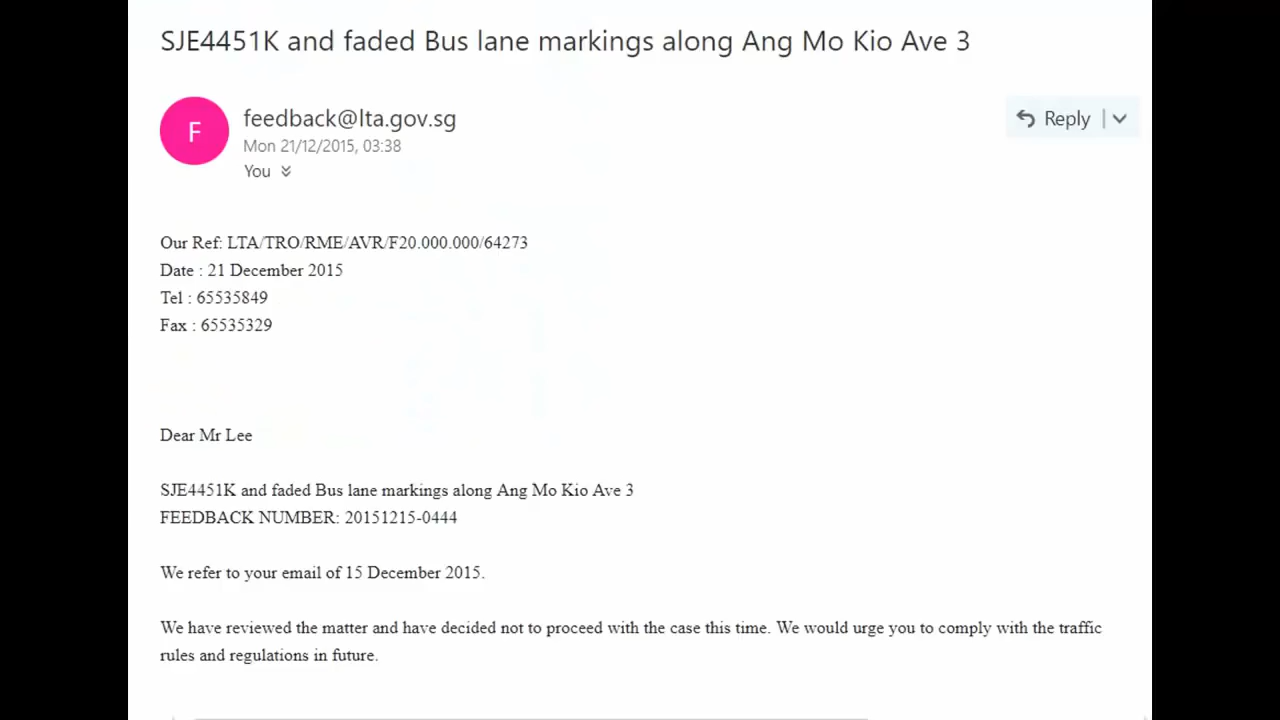 SJE4451K and faded Bus lane markings along Ang Mo Kio Ave 3
F
feedback@lta.gov.sg
Mon 21/12/2015, 03:38
You
Reply
Our Ref: LTA/TRO/RME/AVR/F20.000.000/64273
Date : 21 December 2015
Tel : 65535849
Fax : 65535329
Dear Mr Lee
SJE4451K and faded Bus lane markings along Ang Mo Kio Ave 3
FEEDBACK NUMBER: 20151215-0444
We refer to your email of 15 December 2015.
We have reviewed the matter and have decided not to proceed with the case this time. We would urge you to comply with the traffic
rules and regulations in future.